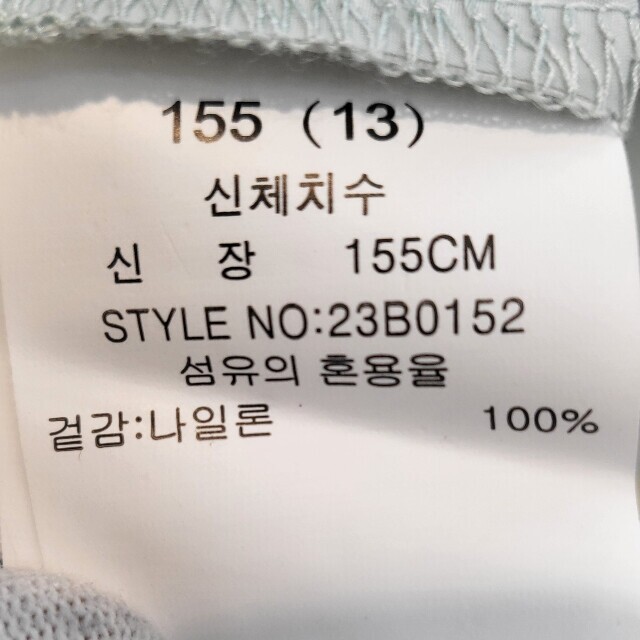 155 (13)
신체치수
신 장 155CM
STYLE NO:23B0152
섬유의 혼용율
겉감:나일론 100%